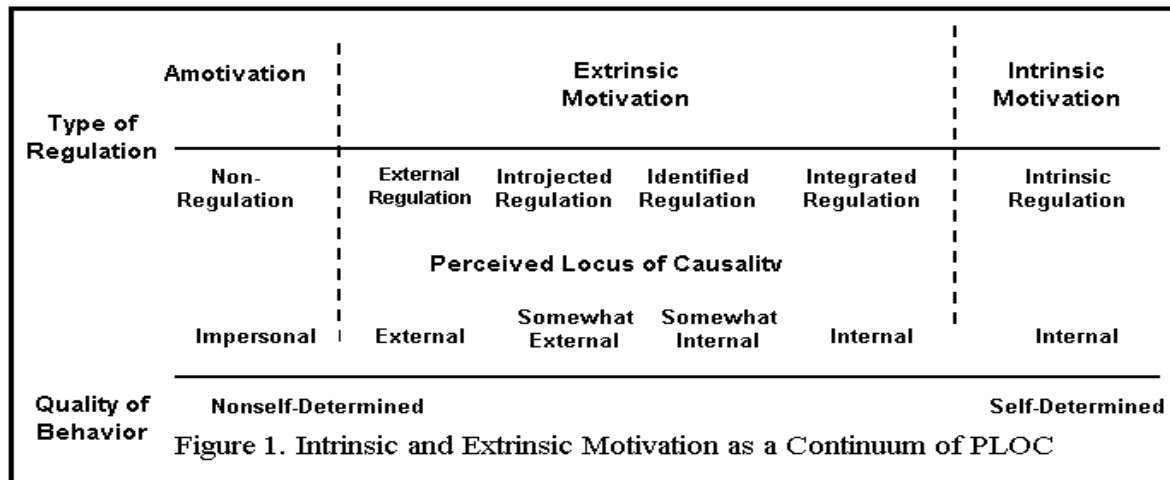 Amotivation
Extrinsic
Motivation
Intrinsic
Motivation
Type of
Regulation
Non-
Regulation
External
Regulation
Introjected
Regulation
Identified
Regulation
Integrated
Regulation
Intrinsic
Regulation
Perceived Locus of Causality
Impersonal
External
Somewhat
External
Somewhat
Internal
Internal
Internal
Quality of
Behavior
Nonself-Determined
Self-Determined
Figure 1. Intrinsic and Extrinsic Motivation as a Continuum of PLOC